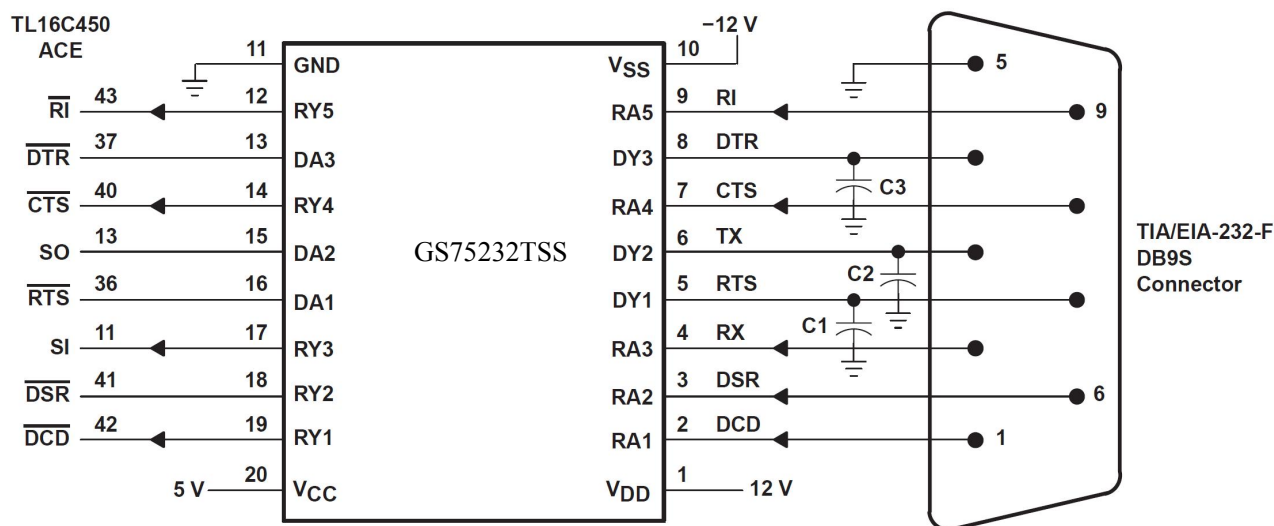 TL16C450
ACE
11 GND
−12 V
VSS 10
5
RI 43 12 RY5
RA5 9 RI
9
DTR 37 13 DA3
DY3 8 DTR
C3
CTS 40 14 RY4
RA4 7 CTS
SO 13 15 DA2
GS75232TSS
DY2 6 TX
C2
TIA/EIA-232-F
DB9S
Connector
RTS 36 16 DA1
DY1 5 RTS
C1
SI 11 17 RY3
RA3 4 RX
DSR 41 18 RY2
RA2 3 DSR
6
DCD 42 19 RY1
RA1 2 DCD
1
5 V 20 VCC
VDD 1 12 V